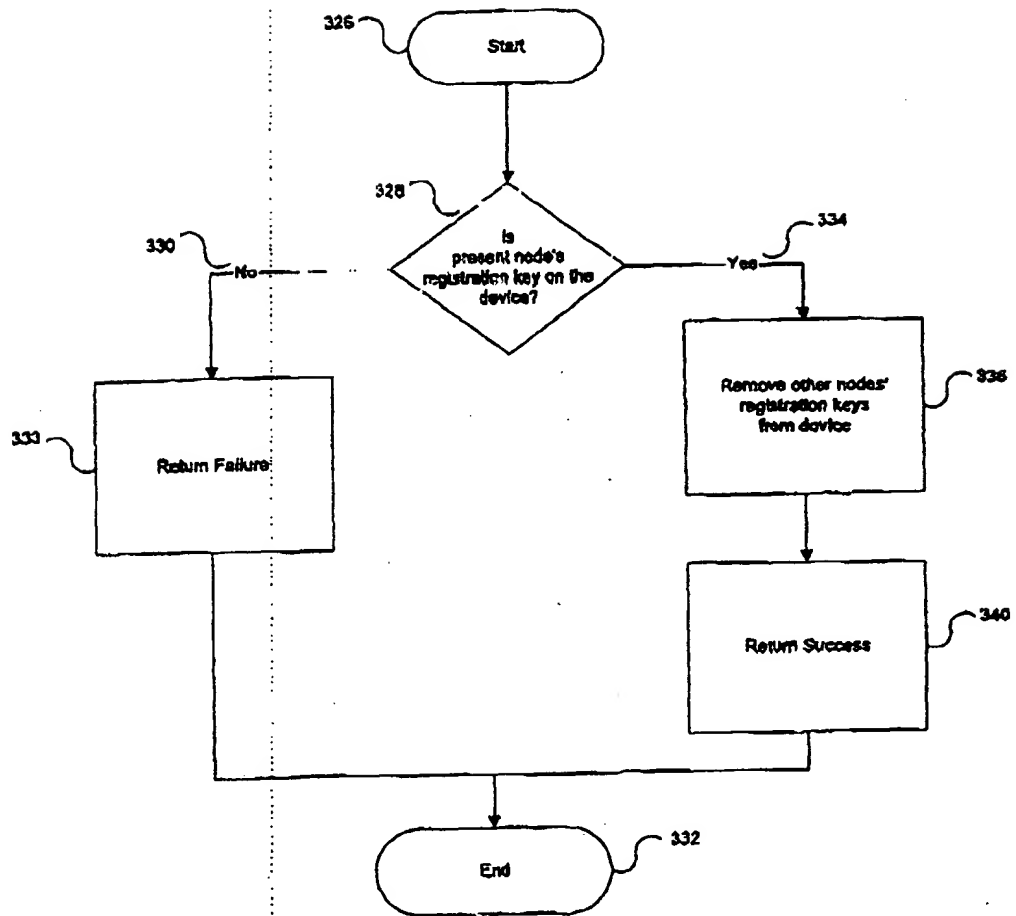 326
Start
328
Is
present node's
registration key on the
device?
330
No
334
Yes
Remove other nodes'
registration keys
from device
336
333
Return Failure
Return Success
340
End
332